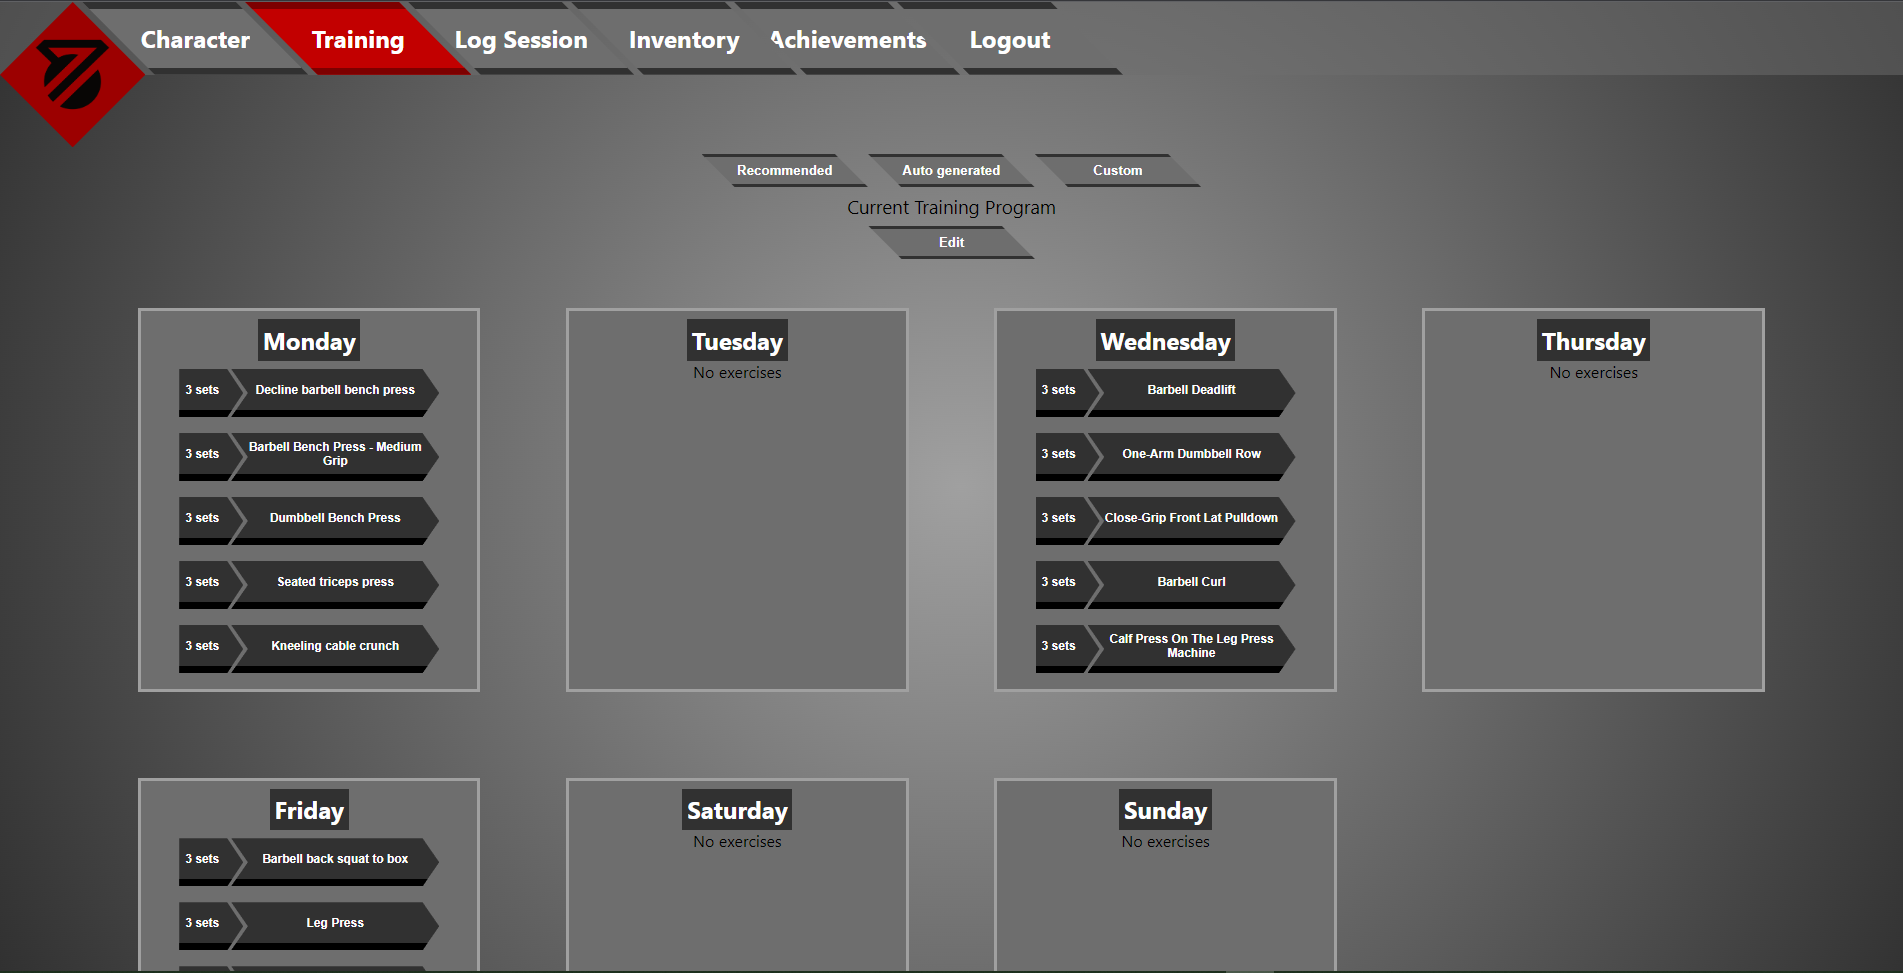 Character
Training
Log Session
Inventory
Achievements
Logout
Recommended
Auto generated
Custom
Current Training Program
Edit
Monday
3 sets
Decline barbell bench press
3 sets
Barbell Bench Press - Medium
Grip
3 sets
Dumbbell Bench Press
3 sets
Seated triceps press
3 sets
Kneeling cable crunch
Tuesday
No exercises
Wednesday
3 sets
Barbell Deadlift
3 sets
One-Arm Dumbbell Row
3 sets
Close-Grip Front Lat Pulldown
3 sets
Barbell Curl
3 sets
Calf Press On The Leg Press
Machine
Thursday
No exercises
Friday
3 sets
Barbell back squat to box
3 sets
Leg Press
Saturday
No exercises
Sunday
No exercises